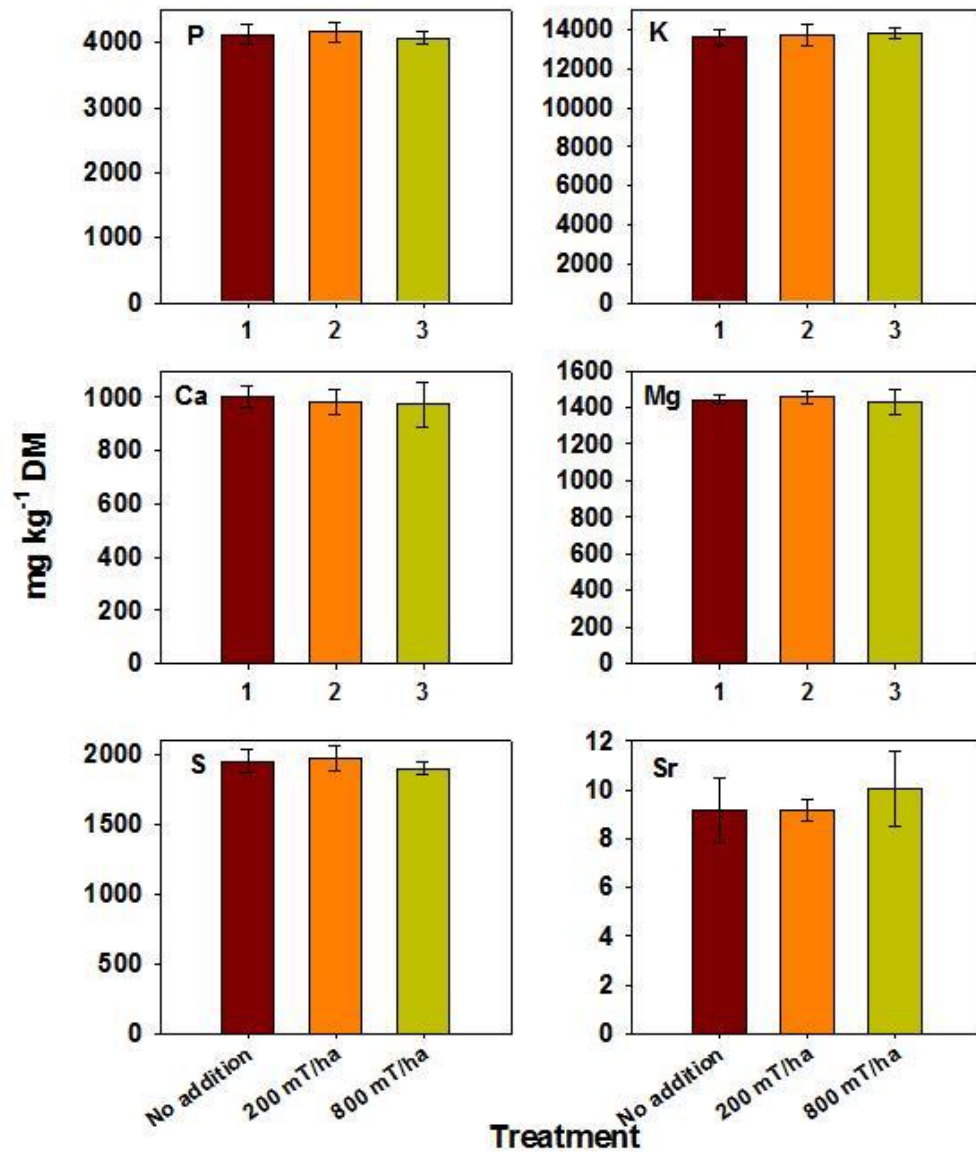 P
4000
3000
2000
1000
0
1 2 3
K
14000
12000
10000
8000
6000
4000
2000
0
1 2 3
mg kg⁻¹ DM
Ca
1000
800
600
400
200
0
1 2 3
Mg
1600
1400
1200
1000
800
600
400
200
0
1 2 3
S
2000
1500
1000
500
0
No addition
200 mT/ha
800 mT/ha
Sr
12
10
8
6
4
2
0
No addition
200 mT/ha
800 mT/ha
Treatment